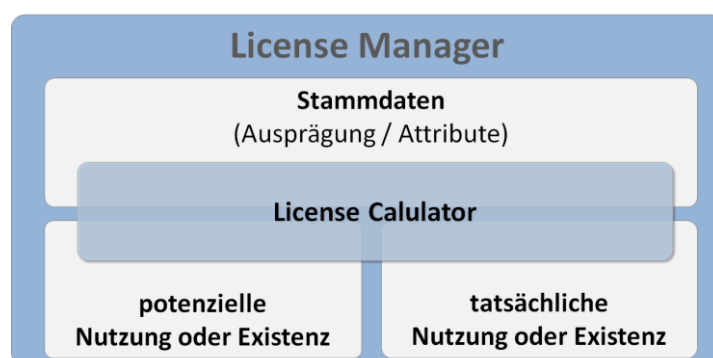 License Manager
Stammdaten
(Ausprägung / Attribute)
License Calulator
potenzielle
Nutzung oder Existenz
tatsächliche
Nutzung oder Existenz